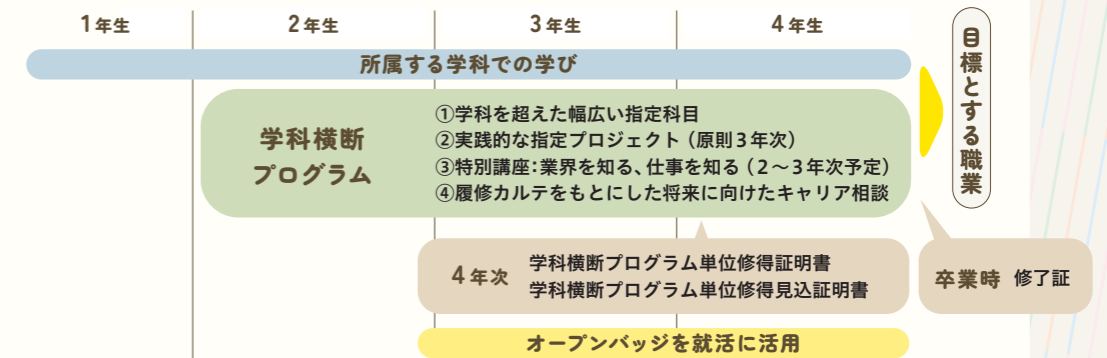 1年生 2年生 3年生 4年生
所属する学科での学び
学科横断
プログラム
①学科を超えた幅広い指定科目
②実践的な指定プロジェクト（原則3年次）
③特別講座：業界を知る、仕事を知る（2～3年次予定）
④履修カルテをもとにした将来に向けたキャリア相談
目標とする職業
4年次
学科横断プログラム単位修得証明書
学科横断プログラム単位修得見込証明書
卒業時 修了証
オープンバッジを就活に活用